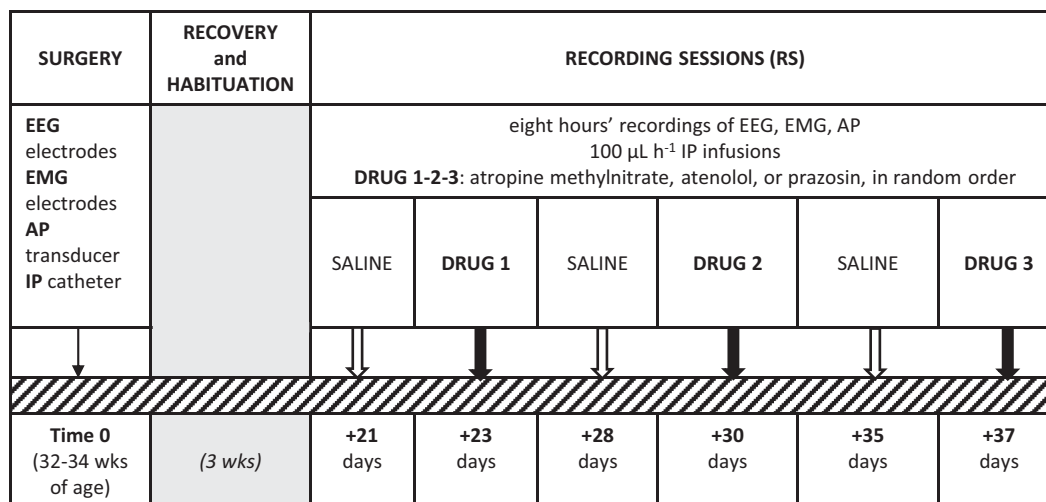 SURGERY
RECOVERY
and
HABITUATION
RECORDING SESSIONS (RS)
EEG
electrodes
EMG
electrodes
AP
transducer
IP catheter
eight hours’ recordings of EEG, EMG, AP
100 µL h-1 IP infusions
DRUG 1-2-3: atropine methylnitrate, atenolol, or prazosin, in random order
SALINE
DRUG 1
SALINE
DRUG 2
SALINE
DRUG 3
Time 0
(32-34 wks
of age)
(3 wks)
+21
days
+23
days
+28
days
+30
days
+35
days
+37
days